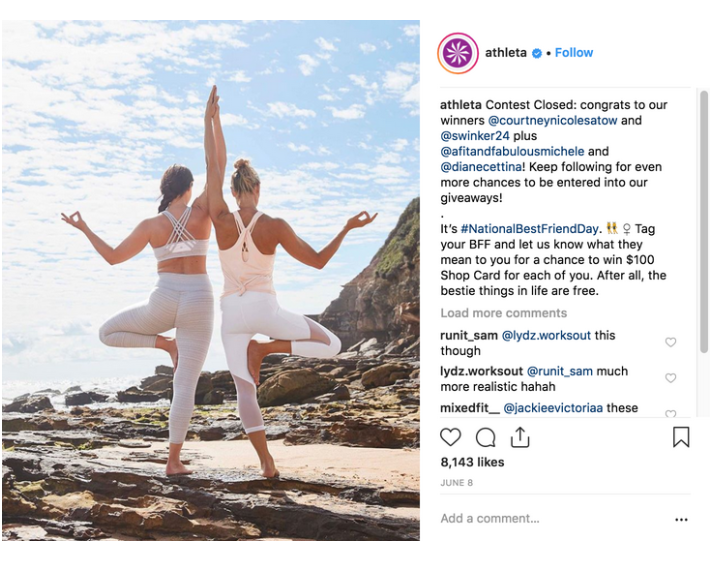 athleta • Follow
athleta Contest Closed: congrats to our
winners @courtneynicolesatow and
@swinker24 plus
@afitandfabulousmichele and
@dianecettina! Keep following for even
more chances to be entered into our
giveaways!
.
It's #NationalBestFriendDay. 👯♀ Tag
your BFF and let us know what they
mean to you for a chance to win $100
Shop Card for each of you. After all, the
bestie things in life are free.
Load more comments
runit_sam @lydz.worksout this
though
lydz.worksout @runit_sam much
more realistic hahah
mixedfit__ @jackieevictoriaa these
8,143 likes
JUNE 8
Add a comment...